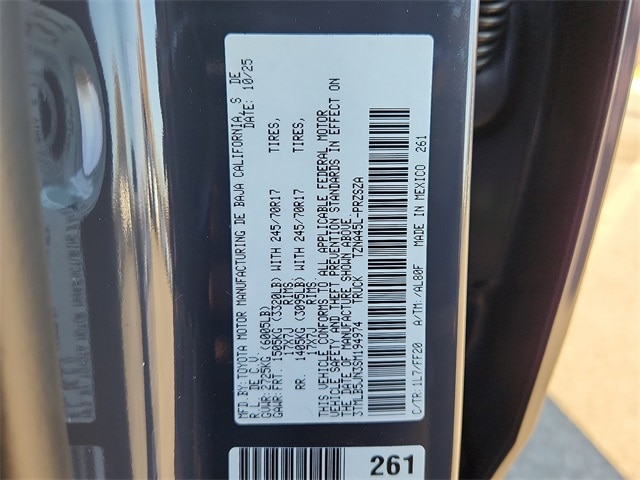 MFD.BY:TOYOTA MOTOR MANUFACTURING DE BAJA CALIFORNIA,S DE
R.L. DE C.V. DATE: 10/25
GVWR: 2725KG(6005LB)
GAWR:FRT. 1505KG (3320LB) WITH 245/70R17 TIRES,
17X7J RIMS
RR. 1405KG (3095LB) WITH 245/70R17 TIRES,
17X7J RIMS
THIS VEHICLE CONFORMS TO ALL APPLICABLE FEDERAL MOTOR
VEHICLE SAFETY AND THEFT PREVENTION STANDARDS IN EFFECT ON
THE DATE OF MANUFACTURE SHOWN ABOVE.
3TMLB5JN3SM194974 TRUCK TZNA45L-PRZSZA
C/TR:1L7/FF20 A/TM:/AL80F MADE IN MEXICO 261
261